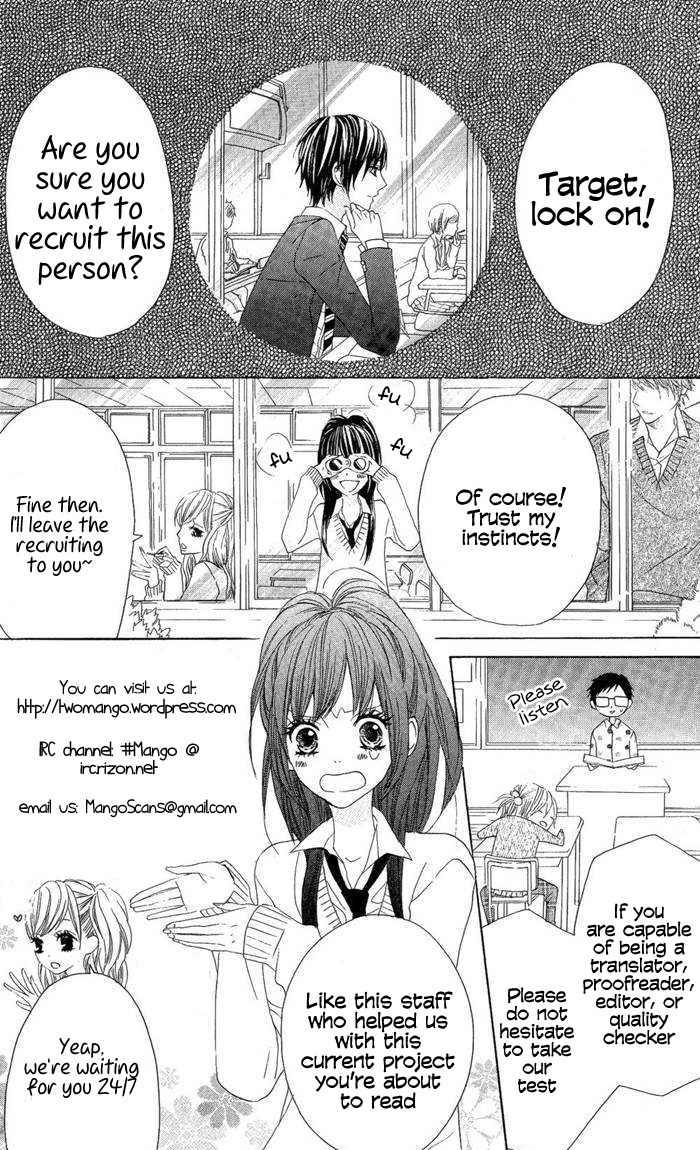 Are you
sure you
want to
recruit this
person?
Target,
lock on!
Fine then.
I'll leave the
recruiting
to you~
fu
fu
fu
Of course!
Trust my
instincts!
You can visit us at:
http://twomango.wordpress.com
IRC channel: #Mango @
irc.rizon.net
email us: MangoScans@gmail.com
Please
listen
If you
are capable
of being a
translator,
proofreader,
editor, or
quality
checker
Please
do not
hesitate
to take
our
test
Like this staff
who helped us
with this
current project
you're about
to read
Yeap,
we're waiting
for you 24/7